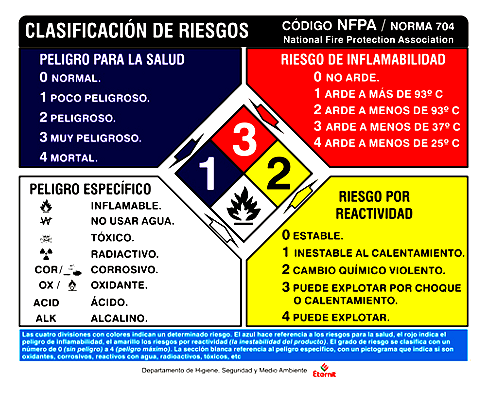 CLASIFICACIÓN DE RIESGOS
CÓDIGO NFPA / NORMA 704
National Fire Protection Association
PELIGRO PARA LA SALUD
0 NORMAL.
1 POCO PELIGROSO.
2 PELIGROSO.
3 MUY PELIGROSO.
4 MORTAL.
RIESGO DE INFLAMABILIDAD
0 NO ARDE.
1 ARDE A MÁS DE 93º C
2 ARDE A MENOS DE 93º C
3 ARDE A MENOS DE 37º C
4 ARDE A MENOS DE 25º C
3
1
2
PELIGRO ESPECÍFICO
INFLAMABLE.
W NO USAR AGUA.
TÓXICO.
RADIACTIVO.
COR/ CORROSIVO.
OX / OXIDANTE.
ACID ÁCIDO.
ALK ALCALINO.
RIESGO POR
REACTIVIDAD
0 ESTABLE.
1 INESTABLE AL CALENTAMIENTO.
2 CAMBIO QUÍMICO VIOLENTO.
3 PUEDE EXPLOTAR POR CHOQUE
O CALENTAMIENTO.
4 PUEDE EXPLOTAR.
Las cuatro divisiones con colores indican un determinado riesgo. El azul hace referencia a los riesgos para la salud, el rojo indica el
peligro de inflamabilidad, el amarillo los riesgos por reactividad (la inestabilidad del producto). El grado de riesgo se clasifica con un
número de 0 (sin peligro) a 4 (peligro máximo). La sección blanca referencia al peligro específico, con un pictograma que indica si son
oxidantes, corrosivos, reactivos con agua, radiactivos, tóxicos, etc
Departamento de Higiene, Seguridad y Medio Ambiente
Eternit